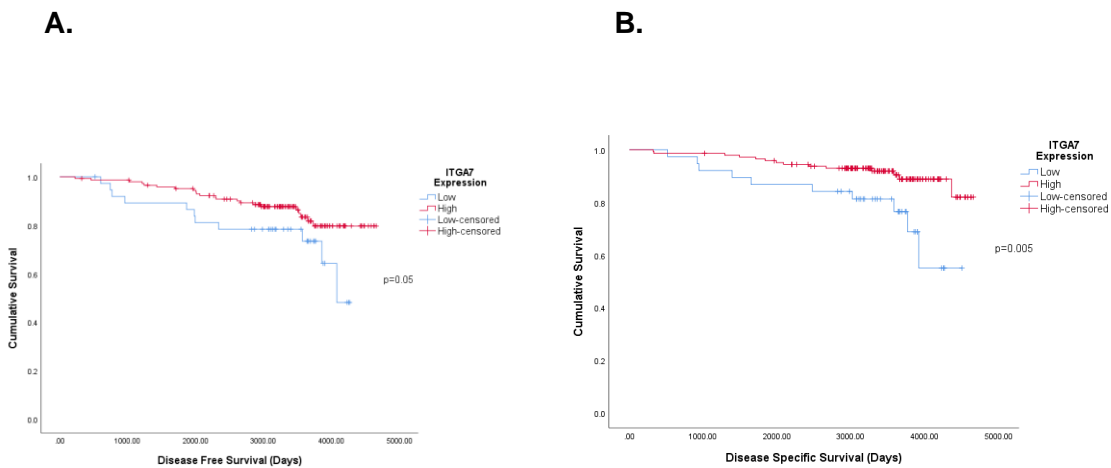 A.
B.
ITGA7
Expression
Low
High
Low-censored
High-censored
p=0.05
Cumulative Survival
1.0
0.8
0.6
0.4
0.2
0.0
.00 1000.00 2000.00 3000.00 4000.00 5000.00
Disease Free Survival (Days)
ITGA7
Expression
Low
High
Low-censored
High-censored
p=0.005
Cumulative Survival
1.0
0.8
0.6
0.4
0.2
0.0
.00 1000.00 2000.00 3000.00 4000.00 5000.00
Disease Specific Survival (Days)